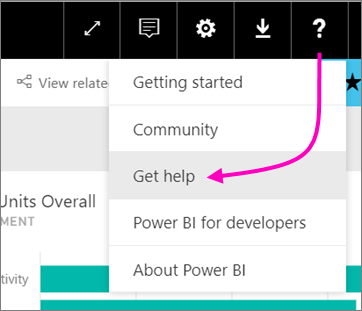 ?
View relate
Getting started
Community
Get help
Units Overall
MENT
Power BI for developers
tivity
About Power BI